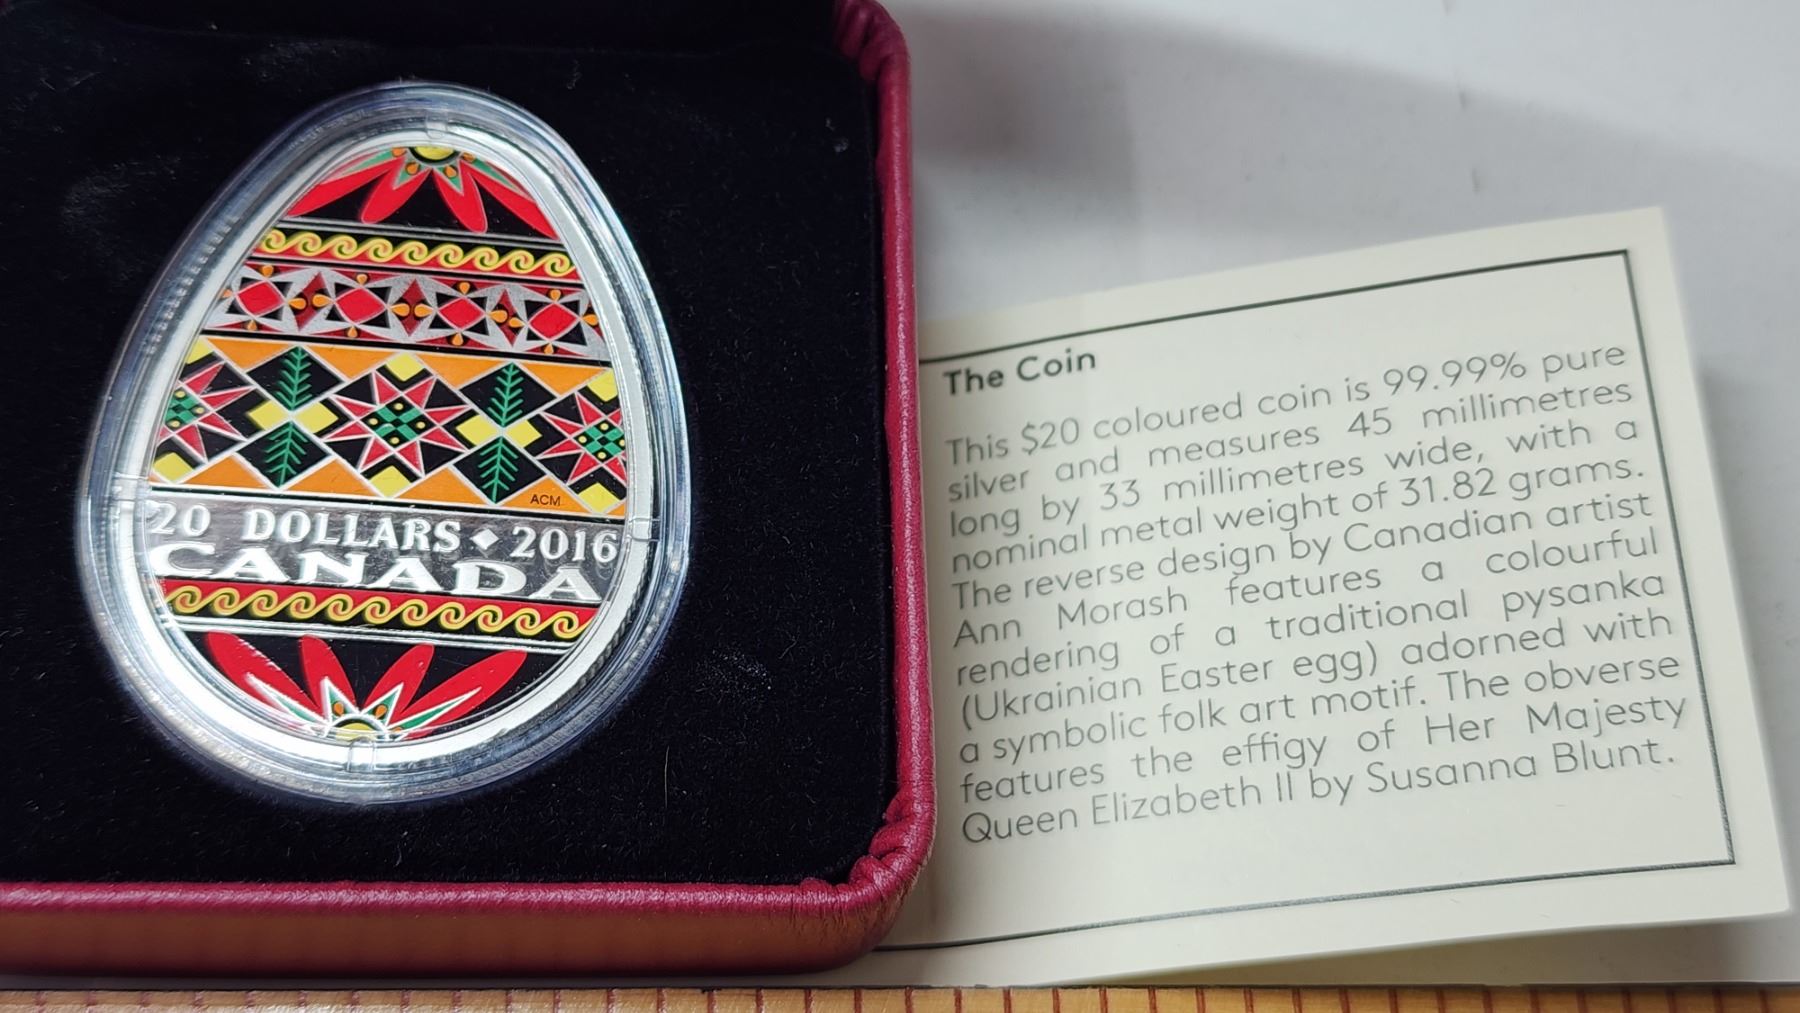 ACM
20 DOLLARS ◆ 2016
CANADA
The Coin
This $20 coloured coin is 99.99% pure
silver and measures 45 millimetres
long by 33 millimetres wide, with a
nominal metal weight of 31.82 grams.
The reverse design by Canadian artist
Ann Morash features a colourful
rendering of a traditional pysanka
(Ukrainian Easter egg) adorned with
a symbolic folk art motif. The obverse
features the effigy of Her Majesty
Queen Elizabeth II by Susanna Blunt.